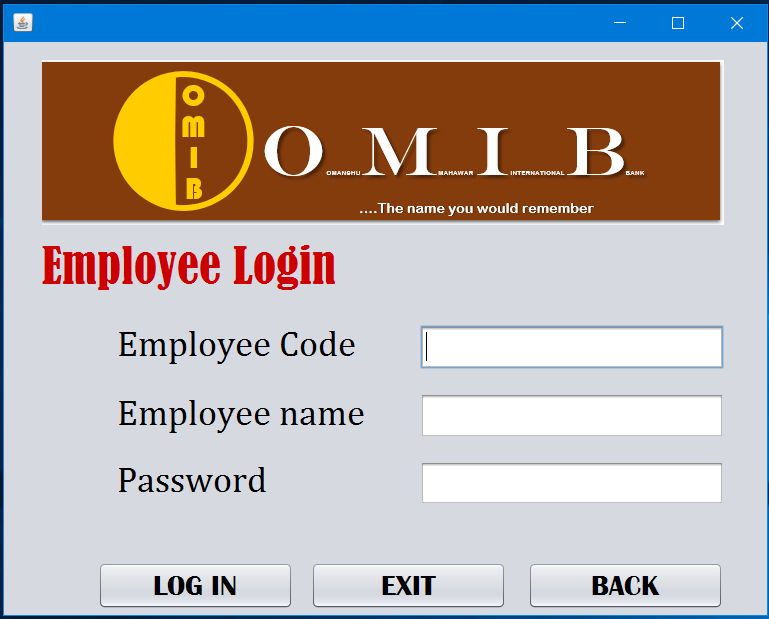 O
M
I
B
O OMANSHU M MAHAWAR I INTERNATIONAL B BANK
....The name you would remember
Employee Login
Employee Code
Employee name
Password
LOG IN EXIT BACK